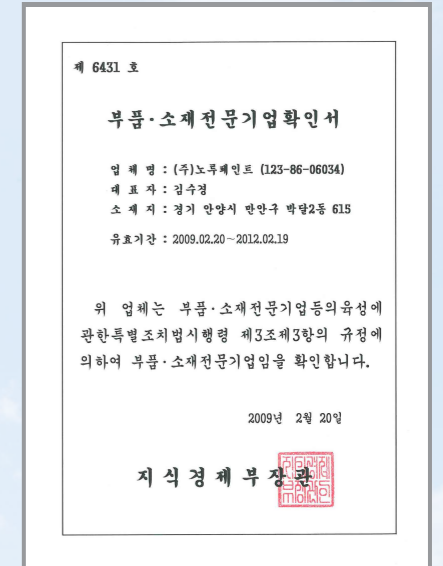 제 6431 호
부품·소재전문기업확인서
업 체 명 : (주)노루페인트 (123-86-06034)
대 표 자 : 김수경
소 재 지 : 경기 안양시 만안구 박달2동 615
유효기간 : 2009.02.20~2012.02.19
위 업체는 부품·소재전문기업등의육성에
관한특별조치법시행령 제3조제3항의 규정에
의하여 부품·소재전문기업임을 확인합니다.
2009년 2월 20일
지식경제부장관